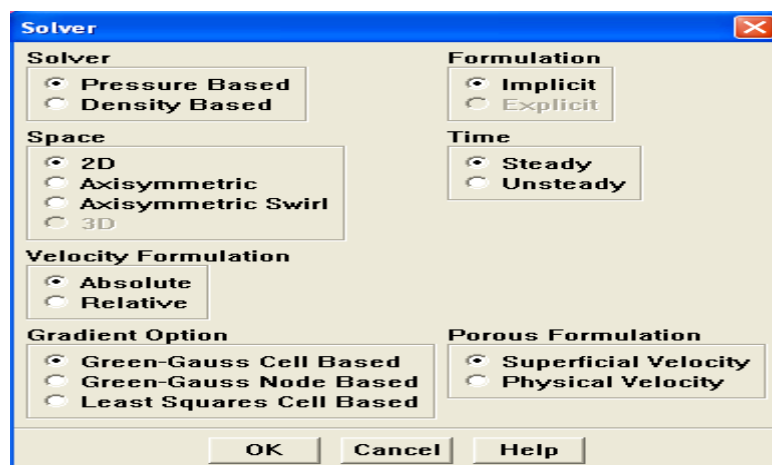 Solver
Solver
Pressure Based
Density Based
Formulation
Implicit
Explicit
Space
2D
Axisymmetric
Axisymmetric Swirl
3D
Time
Steady
Unsteady
Velocity Formulation
Absolute
Relative
Gradient Option
Green-Gauss Cell Based
Green-Gauss Node Based
Least Squares Cell Based
Porous Formulation
Superficial Velocity
Physical Velocity
OK
Cancel
Help